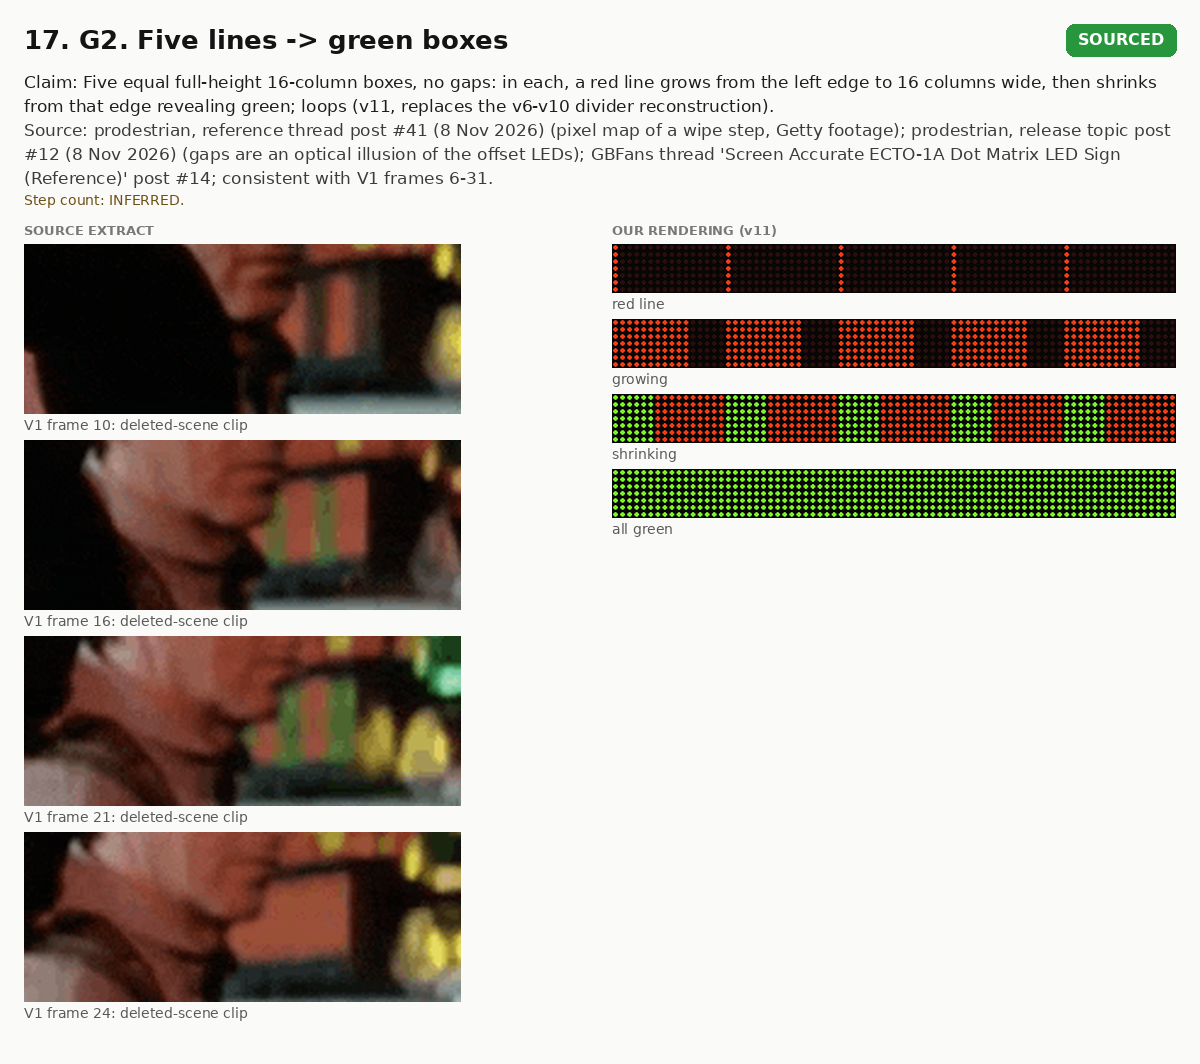 17. G2. Five lines -> green boxes
SOURCED
Claim: Five equal full-height 16-column boxes, no gaps: in each, a red line grows from the left edge to 16 columns wide, then shrinks
from that edge revealing green; loops (v11, replaces the v6-v10 divider reconstruction).
Source: prodestrian, reference thread post #41 (8 Nov 2026) (pixel map of a wipe step, Getty footage); prodestrian, release topic post
#12 (8 Nov 2026) (gaps are an optical illusion of the offset LEDs); GBFans thread 'Screen Accurate ECTO-1A Dot Matrix LED Sign
(Reference)' post #14; consistent with V1 frames 6-31.
Step count: INFERRED.
SOURCE EXTRACT
V1 frame 10: deleted-scene clip
V1 frame 16: deleted-scene clip
V1 frame 21: deleted-scene clip
V1 frame 24: deleted-scene clip
OUR RENDERING (v11)
red line
growing
shrinking
all green